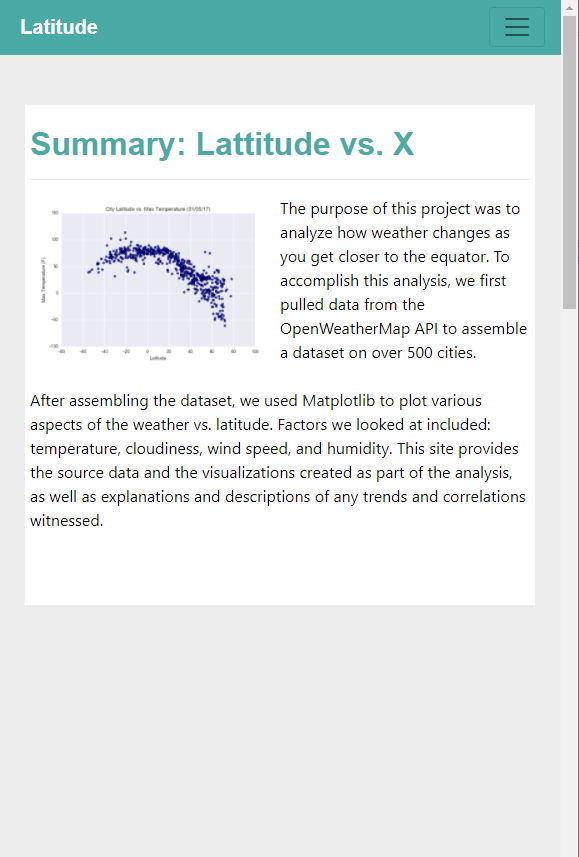 Latitude
Summary: Lattitude vs. X
City Latitude vs. Max Temperature (01/05/17)
150
100
50
0
-50
-100
Max Temperature (F)
-80 -60 -40 -20 0 20 40 60 80 100
Latitude
The purpose of this project was to
analyze how weather changes as
you get closer to the equator. To
accomplish this analysis, we first
pulled data from the
OpenWeatherMap API to assemble
a dataset on over 500 cities.
After assembling the dataset, we used Matplotlib to plot various
aspects of the weather vs. latitude. Factors we looked at included:
temperature, cloudiness, wind speed, and humidity. This site provides
the source data and the visualizations created as part of the analysis,
as well as explanations and descriptions of any trends and correlations
witnessed.